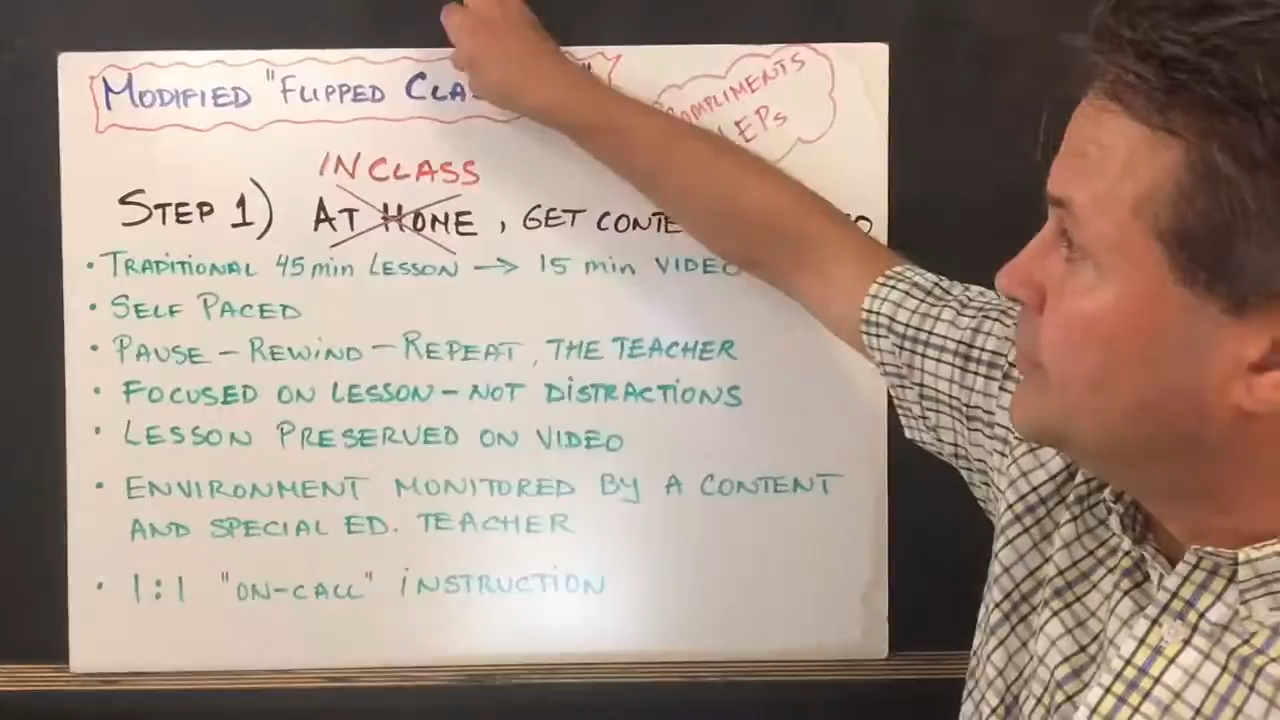 MODIFIED "FLIPPED
COMPLIMENTS
IEPs
IN CLASS
STEP 1) AT HOME, GET
• TRADITIONAL 45 min LESSON → 15 min VIDEO
• SELF PACED
• PAUSE - REWIND - REPEAT, THE TEACHER
• FOCUSED ON LESSON - NOT DISTRACTIONS
• LESSON PRESERVED ON VIDEO
• ENVIRONMENT MONITORED BY A CONTENT
AND SPECIAL ED. TEACHER
• 1:1 "ON-CALL" INSTRUCTION